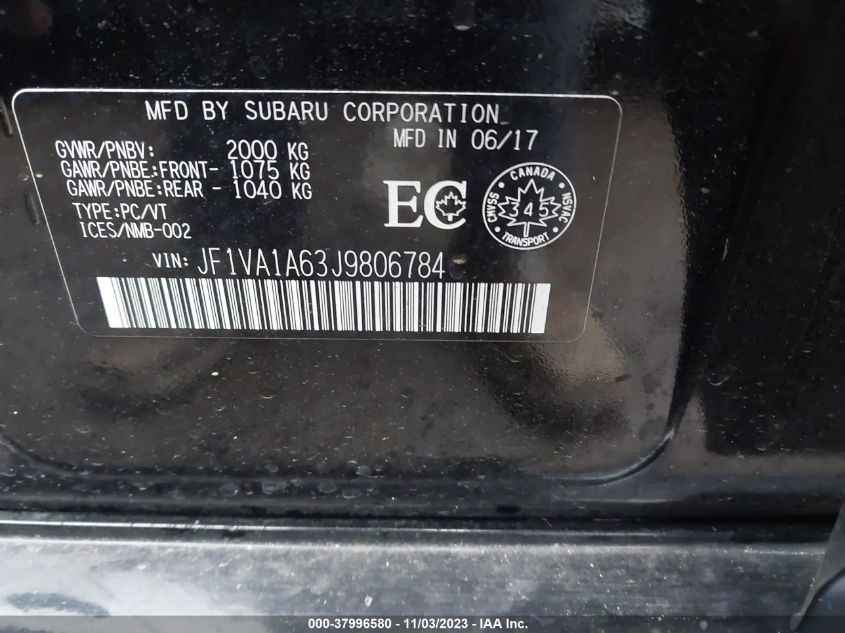 MFD BY SUBARU CORPORATION
MFD IN 06/17
GVWR/PNBV: 2000 KG
GAWR/PNBE:FRONT- 1075 KG
GAWR/PNBE:REAR - 1040 KG
TYPE:PC/VT
ICES/NMB-002
EC
CANADA
CMVSS
NSVAC
345
TRANSPORT
VIN: JF1VA1A63J9806784
000-37996580 - 11/03/2023 - IAA Inc.